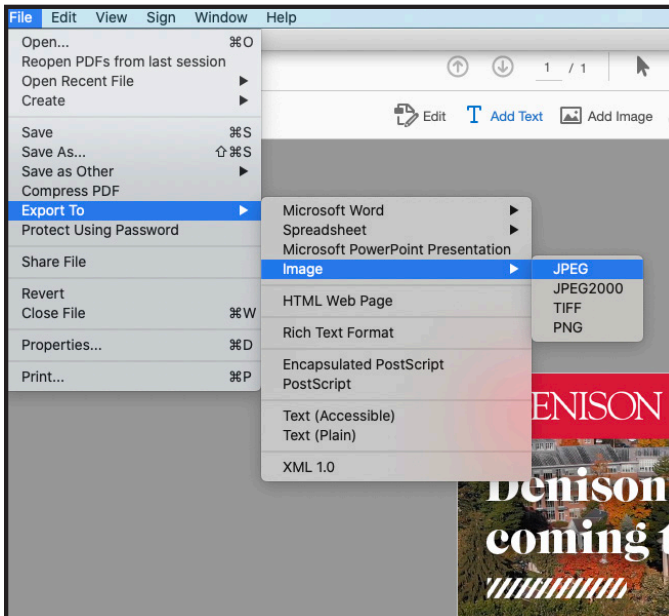 File Edit View Sign Window Help
Open... ⌘O
Reopen PDFs from last session
Open Recent File ▶
Create ▶
Save ⌘S
Save As... ⇧⌘S
Save as Other ▶
Compress PDF
Export To ▶
Protect Using Password
Share File
Revert
Close File ⌘W
Properties... ⌘D
Print... ⌘P
1 / 1
Edit Add Text Add Image
Microsoft Word ▶
Spreadsheet ▶
Microsoft PowerPoint Presentation
Image ▶
HTML Web Page
Rich Text Format
Encapsulated PostScript
PostScript
Text (Accessible)
Text (Plain)
XML 1.0
JPEG
JPEG2000
TIFF
PNG
ENISON
Denison
coming t